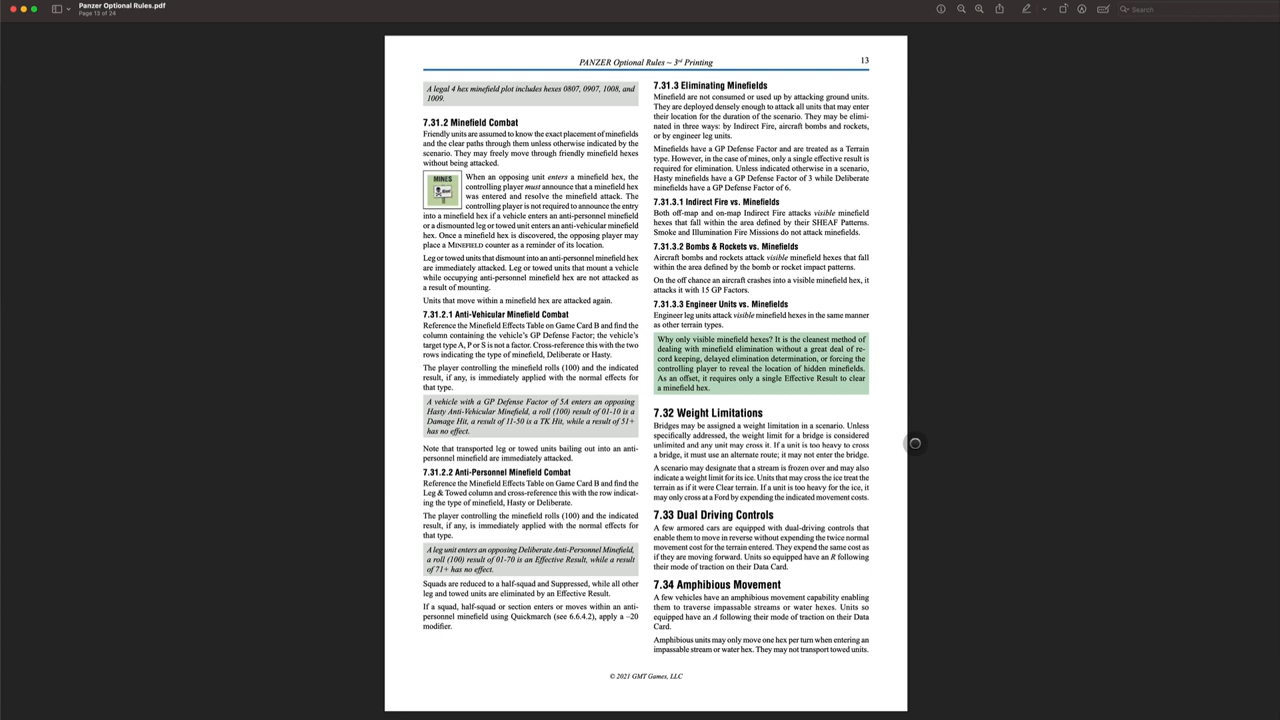 Panzer Optional Rules.pdf
Page 13 of 24
Search
PANZER Optional Rules ~ 3rd Printing
13
A legal 4 hex minefield plot includes hexes 0807, 0907, 1008, and
1009.
7.31.2 Minefield Combat
Friendly units are assumed to know the exact placement of minefields
and the clear paths through them unless otherwise indicated by the
scenario. They may freely move through friendly minefield hexes
without being attacked.
MINES
When an opposing unit enters a minefield hex, the
controlling player must announce that a minefield hex
was entered and resolve the minefield attack. The
controlling player is not required to announce the entry
into a minefield hex if a vehicle enters an anti-personnel minefield
or a dismounted leg or towed unit enters an anti-vehicular minefield
hex. Once a minefield hex is discovered, the opposing player may
place a MINEFIELD counter as a reminder of its location.
Leg or towed units that dismount into an anti-personnel minefield hex
are immediately attacked. Leg or towed units that mount a vehicle
while occupying anti-personnel minefield hex are not attacked as
a result of mounting.
Units that move within a minefield hex are attacked again.
7.31.2.1 Anti-Vehicular Minefield Combat
Reference the Minefield Effects Table on Game Card B and find the
column containing the vehicle's GP Defense Factor; the vehicle's
target type A, P or S is not a factor. Cross-reference this with the two
rows indicating the type of minefield, Deliberate or Hasty.
The player controlling the minefield rolls (100) and the indicated
result, if any, is immediately applied with the normal effects for
that type.
A vehicle with a GP Defense Factor of 5A enters an opposing
Hasty Anti-Vehicular Minefield, a roll (100) result of 01-10 is a
Damage Hit, a result of 11-50 is a TK Hit, while a result of 51+
has no effect.
Note that transported leg or towed units bailing out into an anti-
personnel minefield are immediately attacked.
7.31.2.2 Anti-Personnel Minefield Combat
Reference the Minefield Effects Table on Game Card B and find the
Leg & Towed column and cross-reference this with the row indicat-
ing the type of minefield, Hasty or Deliberate.
The player controlling the minefield rolls (100) and the indicated
result, if any, is immediately applied with the normal effects for
that type.
A leg unit enters an opposing Deliberate Anti-Personnel Minefield,
a roll (100) result of 01-70 is an Effective Result, while a result
of 71+ has no effect.
Squads are reduced to a half-squad and Suppressed, while all other
leg and towed units are eliminated by an Effective Result.
If a squad, half-squad or section enters or moves within an anti-
personnel minefield using Quickmarch (see 6.6.4.2), apply a –20
modifier.
7.31.3 Eliminating Minefields
Minefield are not consumed or used up by attacking ground units.
They are deployed densely enough to attack all units that may enter
their location for the duration of the scenario. They may be elimi-
nated in three ways: by Indirect Fire, aircraft bombs and rockets,
or by engineer leg units.
Minefields have a GP Defense Factor and are treated as a Terrain
type. However, in the case of mines, only a single effective result is
required for elimination. Unless indicated otherwise in a scenario,
Hasty minefields have a GP Defense Factor of 3 while Deliberate
minefields have a GP Defense Factor of 6.
7.31.3.1 Indirect Fire vs. Minefields
Both off-map and on-map Indirect Fire attacks visible minefield
hexes that fall within the area defined by their SHEAF Patterns.
Smoke and Illumination Fire Missions do not attack minefields.
7.31.3.2 Bombs & Rockets vs. Minefields
Aircraft bombs and rockets attack visible minefield hexes that fall
within the area defined by the bomb or rocket impact patterns.
On the off chance an aircraft crashes into a visible minefield hex, it
attacks it with 15 GP Factors.
7.31.3.3 Engineer Units vs. Minefields
Engineer leg units attack visible minefield hexes in the same manner
as other terrain types.
Why only visible minefield hexes? It is the cleanest method of
dealing with minefield elimination without a great deal of re-
cord keeping, delayed elimination determination, or forcing the
controlling player to reveal the location of hidden minefields.
As an offset, it requires only a single Effective Result to clear
a minefield hex.
7.32 Weight Limitations
Bridges may be assigned a weight limitation in a scenario. Unless
specifically addressed, the weight limit for a bridge is considered
unlimited and any unit may cross it. If a unit is too heavy to cross
a bridge, it must use an alternate route; it may not enter the bridge.
A scenario may designate that a stream is frozen over and may also
indicate a weight limit for its ice. Units that may cross the ice treat the
terrain as if it were Clear terrain. If a unit is too heavy for the ice, it
may only cross at a Ford by expending the indicated movement costs.
7.33 Dual Driving Controls
A few armored cars are equipped with dual-driving controls that
enable them to move in reverse without expending the twice normal
movement cost for the terrain entered. They expend the same cost as
if they are moving forward. Units so equipped have an R following
their mode of traction on their Data Card.
7.34 Amphibious Movement
A few vehicles have an amphibious movement capability enabling
them to traverse impassable streams or water hexes. Units so
equipped have an A following their mode of traction on their Data
Card.
Amphibious units may only move one hex per turn when entering an
impassable stream or water hex. They may not transport towed units.
© 2021 GMT Games, LLC